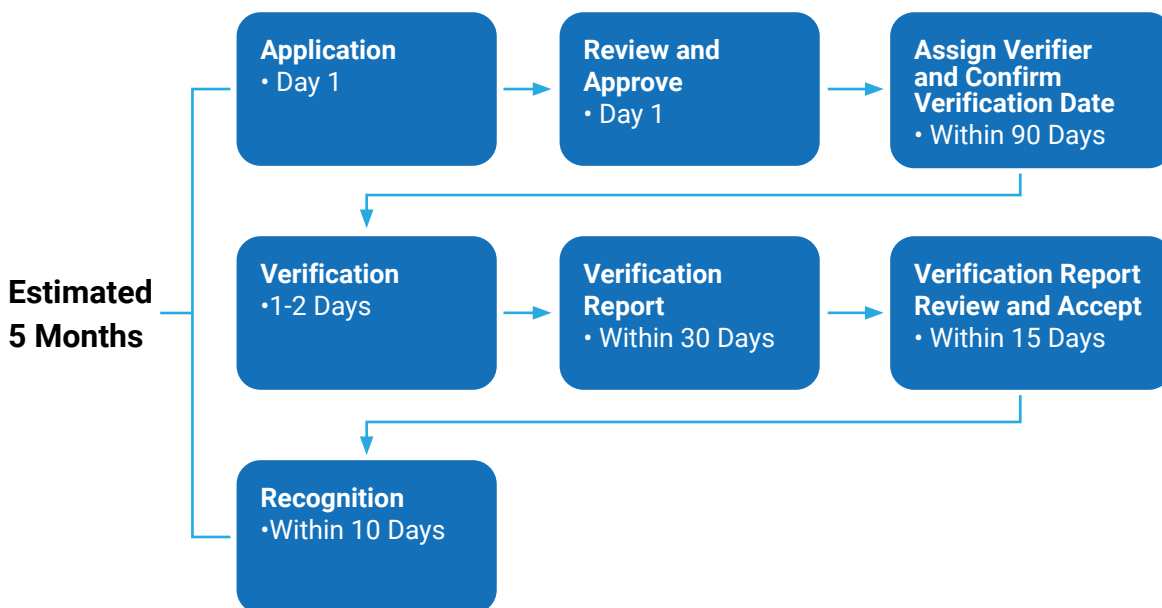 Application
• Day 1
Review and
Approve
• Day 1
Assign Verifier
and Confirm
Verification Date
• Within 90 Days
Estimated
5 Months
Verification
•1-2 Days
Verification
Report
• Within 30 Days
Verification Report
Review and Accept
• Within 15 Days
Recognition
•Within 10 Days